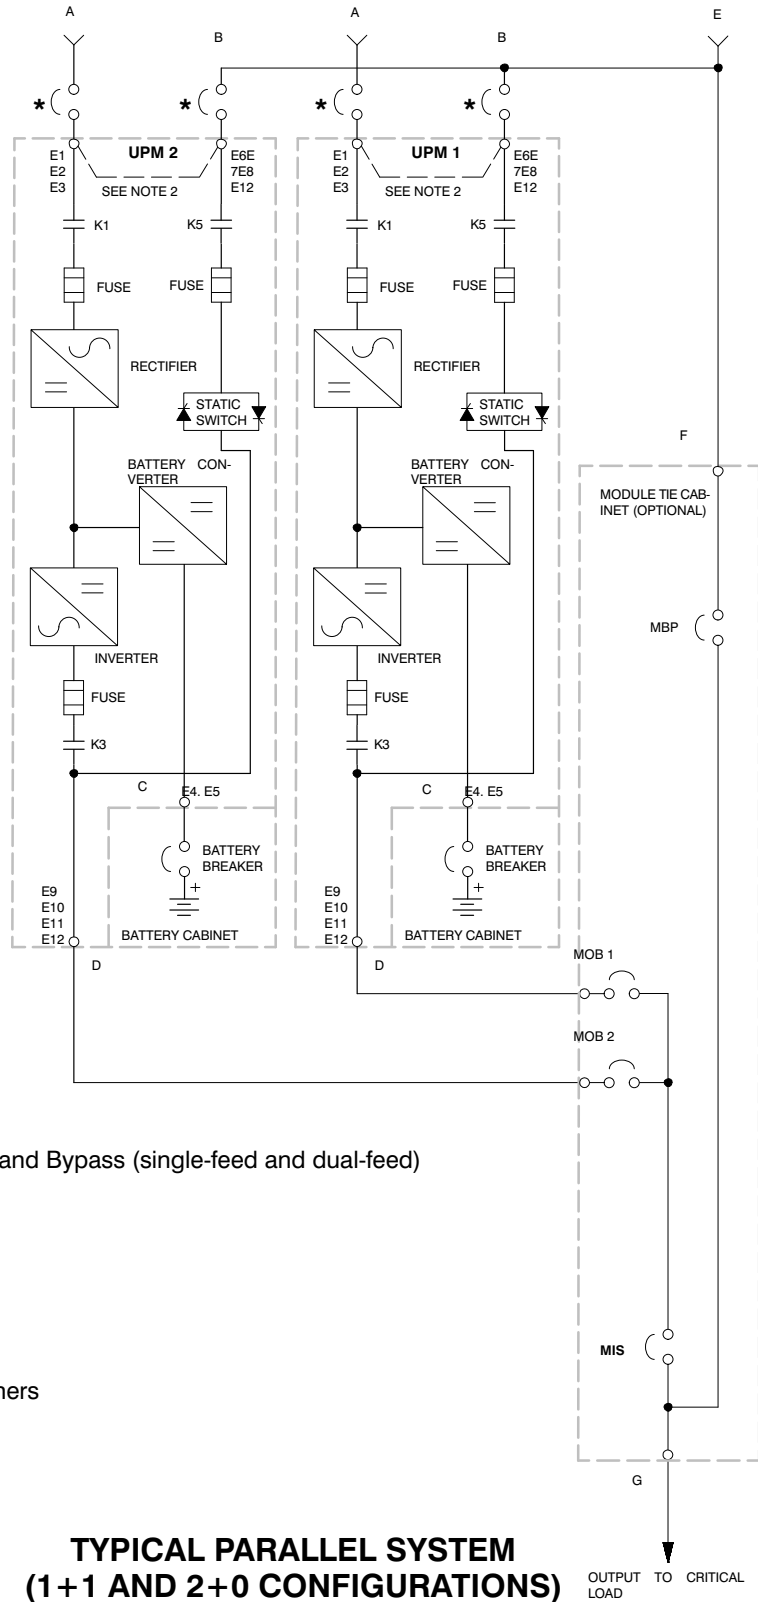 A
B
A
B
E
*
*
*
*
E1
E2
E3
UPM 2
E6E
7E8
E12
SEE NOTE 2
E1
E2
E3
UPM 1
E6E
7E8
E12
SEE NOTE 2
K1
K5
K1
K5
FUSE
FUSE
FUSE
FUSE
RECTIFIER
RECTIFIER
STATIC
SWITCH
STATIC
SWITCH
F
BATTERY CON-
VERTER
BATTERY CON-
VERTER
MODULE TIE CAB-
INET (OPTIONAL)
MBP
INVERTER
INVERTER
FUSE
FUSE
K3
K3
C
E4. E5
C
E4. E5
BATTERY
BREAKER
BATTERY
BREAKER
+
+
E9
E10
E11
E12
BATTERY CABINET
E9
E10
E11
E12
BATTERY CABINET
D
D
MOB 1
MOB 2
and Bypass (single-feed and dual-feed)
MIS
ners
G
TYPICAL PARALLEL SYSTEM
(1+1 AND 2+0 CONFIGURATIONS)
OUTPUT TO CRITICAL
LOAD